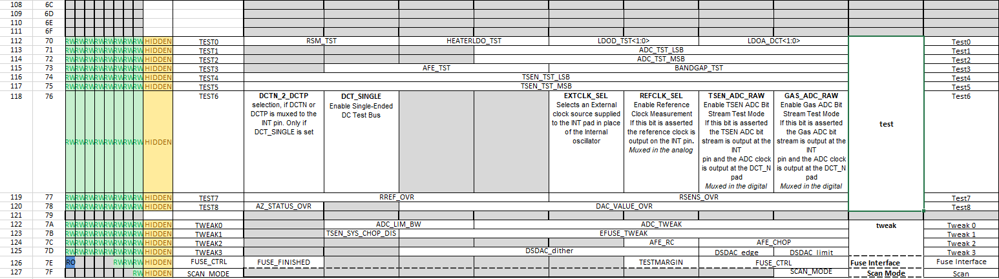 108 6C
109 6D
110 6E
111 6F
112 70 RW RW RW RW RW RW RW RW HIDDEN TEST0 RSM_TST HEATERLDO_TST LDOD_TST<1:0> LDOA_DCT<1:0> Test0
113 71 RW RW RW RW RW RW RW RW HIDDEN TEST1 ADC_TST_LSB Test1
114 72 RW RW RW RW RW RW RW RW HIDDEN TEST2 ADC_TST_MSB Test2
115 73 RW RW RW RW RW RW RW RW HIDDEN TEST3 AFE_TST BANDGAP_TST Test3
116 74 RW RW RW RW RW RW RW RW HIDDEN TEST4 TSEN_TST_LSB Test4
117 75 RW RW RW RW RW RW RW RW HIDDEN TEST5 TSEN_TST_MSB Test5
118 76 RW RW RW RW RW RW RW RW HIDDEN TEST6
DCTN_2_DCTP
selection, if DCTN or
DCTP is muxed to the
INT pin. Only if
DCT_SINGLE is set
DCT_SINGLE
Enable Single-Ended
DC Test Bus
EXTCLK_SEL
Selects an External
clock source supplied
to the INT pad in place
of the Internal
oscillator
REFCLK_SEL
Enable Reference
Clock Measurement
If this bit is asserted
the reference clock is
output on the INT pin.
Muxed in the analog
TSEN_ADC_RAW
Enable TSEN ADC Bit
Stream Test Mode
If this bit is asserted
the TSEN ADC bit
stream is output at the
INT
pin and the ADC clock
is output at the DCT_N
pad
Muxed in the digital
GAS_ADC_RAW
Enable Gas ADC Bit
Stream Test Mode
If this bit is asserted
the Gas ADC bit
stream is output at the
INT
pin and the ADC clock
is output at the DCT_N
pad
Muxed in the digital
test
Test6
119 77 RW RW RW RW RW RW RW RW HIDDEN TEST7 RREF_OVR RSENS_OVR Test7
120 78 RW RW RW RW RW RW RW RW HIDDEN TEST8 AZ_STATUS_OVR DAC_VALUE_OVR Test8
121 79
122 7A RW RW RW RW RW RW RW RW HIDDEN TWEAK0 ADC_LIM_BW ADC_TWEAK tweak Tweak 0
123 7B RW RW RW RW RW RW RW RW HIDDEN TWEAK1 TSEN_SYS_CHOP_DIS EFUSE_TWEAK Tweak 1
124 7C RW RW RW RW RW RW RW RW HIDDEN TWEAK2 AFE_RC AFE_CHOP Tweak 2
125 7D RW RW RW RW RW RW RW RW HIDDEN TWEAK3 DSDAC_dither DSDAC_edge DSDAC_limit Tweak 3
126 7E RO RW RW RW HIDDEN FUSE_CTRL FUSE_FINISHED TESTMARGIN FUSE_CTRL Fuse Interface Fuse Interface
127 7F RW HIDDEN SCAN_MODE SCAN_MODE Scan Mode Scan